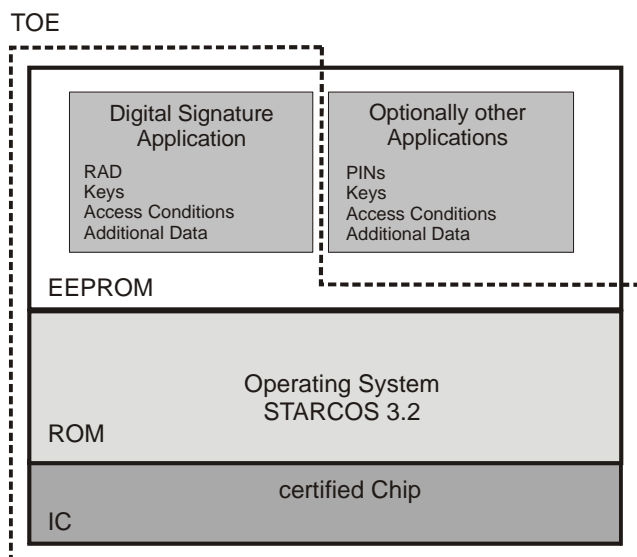 TOE
Digital Signature
Application
RAD
Keys
Access Conditions
Additional Data
Optionally other
Applications
PINs
Keys
Access Conditions
Additional Data
EEPROM
Operating System
STARCOS 3.2
ROM
certified Chip
IC